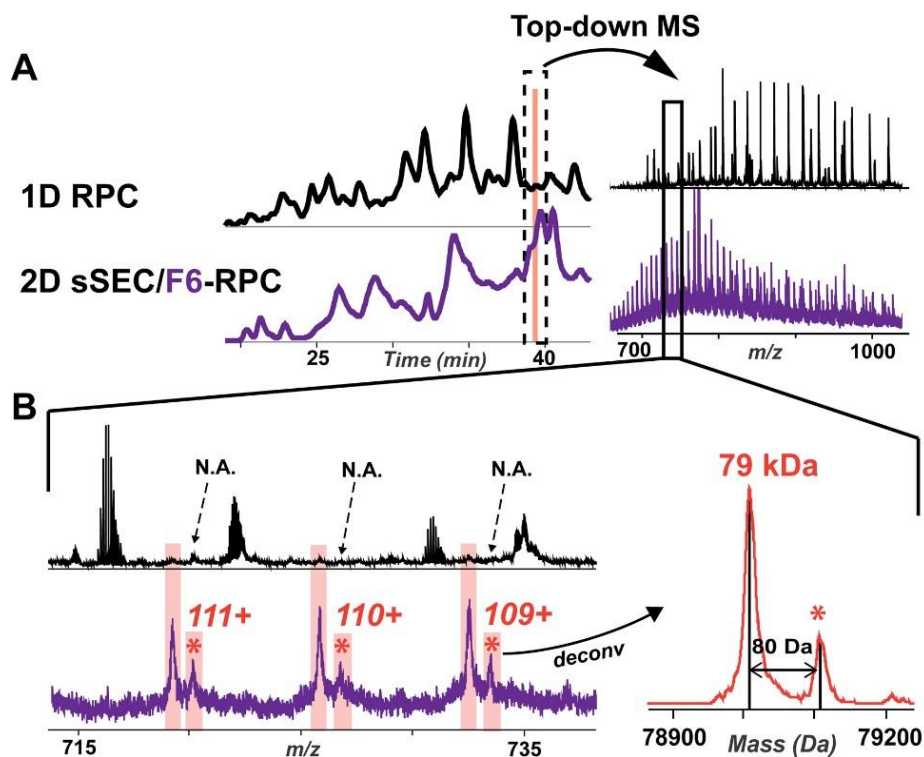 Top-down MS
A
1D RPC
2D sSEC/F6-RPC
25 Time (min) 40
700 m/z 1000
B
N.A. N.A. N.A.
111+ 110+ 109+
* * *
deconv
715 m/z 735
79 kDa
*
80 Da
78900 Mass (Da) 79200